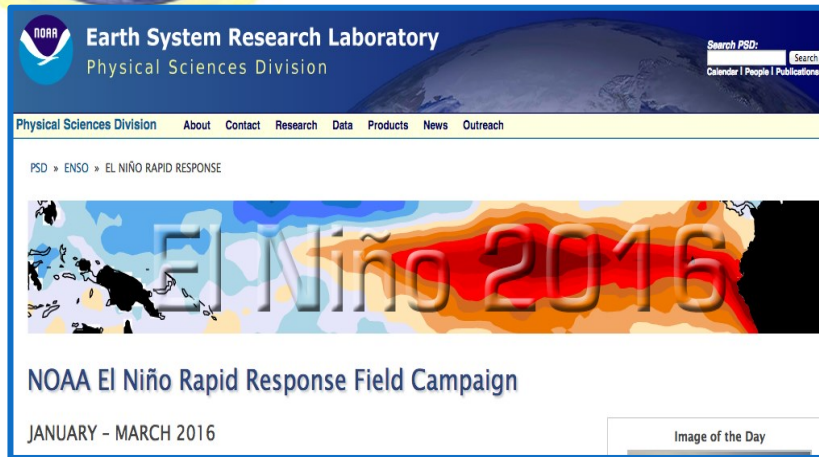 NOAA
Earth System Research Laboratory
Physical Sciences Division
Search PSD:
Search
Calender | People | Publications
Physical Sciences Division About Contact Research Data Products News Outreach
PSD » ENSO » EL NIÑO RAPID RESPONSE
El Niño 2016
NOAA El Niño Rapid Response Field Campaign
JANUARY – MARCH 2016
Image of the Day